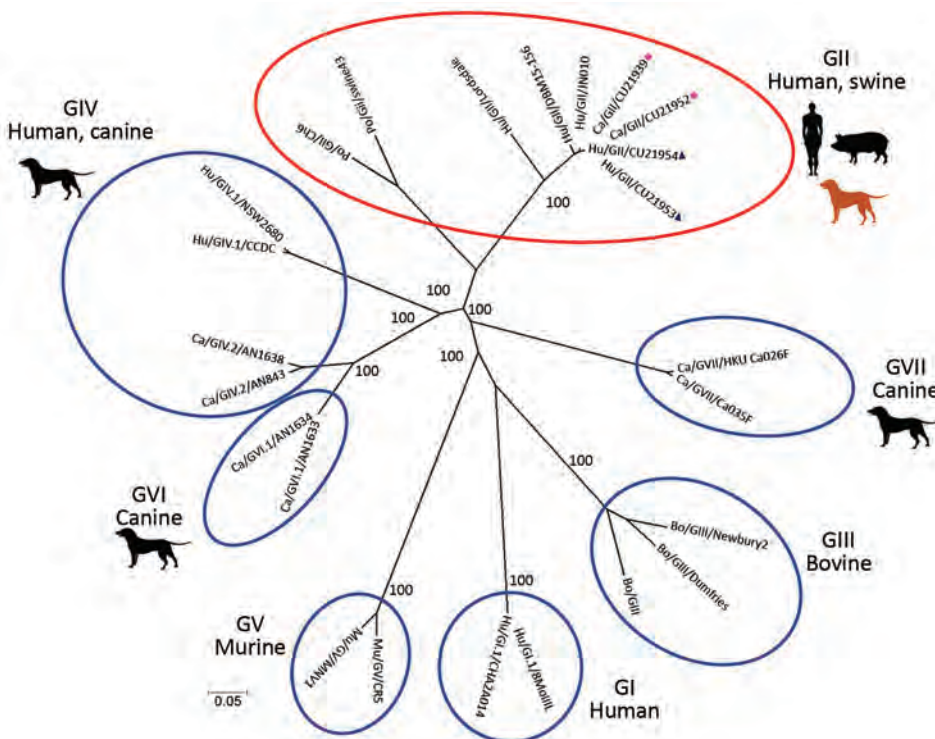 GII
Human, swine
GIV
Human, canine
Po/GII/swine43
Po/GII/Ch6
Hu/GII/Lordsdale
Hu/GII/DBM15-156
Hu/GII/IN010
Ca/GII/CU21939
Ca/GII/CU21952
Hu/GII/CU21954
Hu/GII/CU21953
100
Hu/GIV.1/NSW2680
Hu/GIV.1/CCDC
Ca/GIV.2/AN1638
Ca/GIV.2/AN843
100
100
100
100
100
Ca/GVI.1/AN1634
Ca/GVI.1/AN1633
GVI
Canine
Ca/GVII/HKU Ca026F
Ca/GVII/Ca035F
GVII
Canine
100
Bo/GIII/Newbury2
Bo/GIII/Dumfries
Bo/GIII
GIII
Bovine
100
100
Mu/GV/MNV1
Mu/GV/CR5
GV
Murine
Hu/GI.1/CHA2A014
GI
Human
0.05